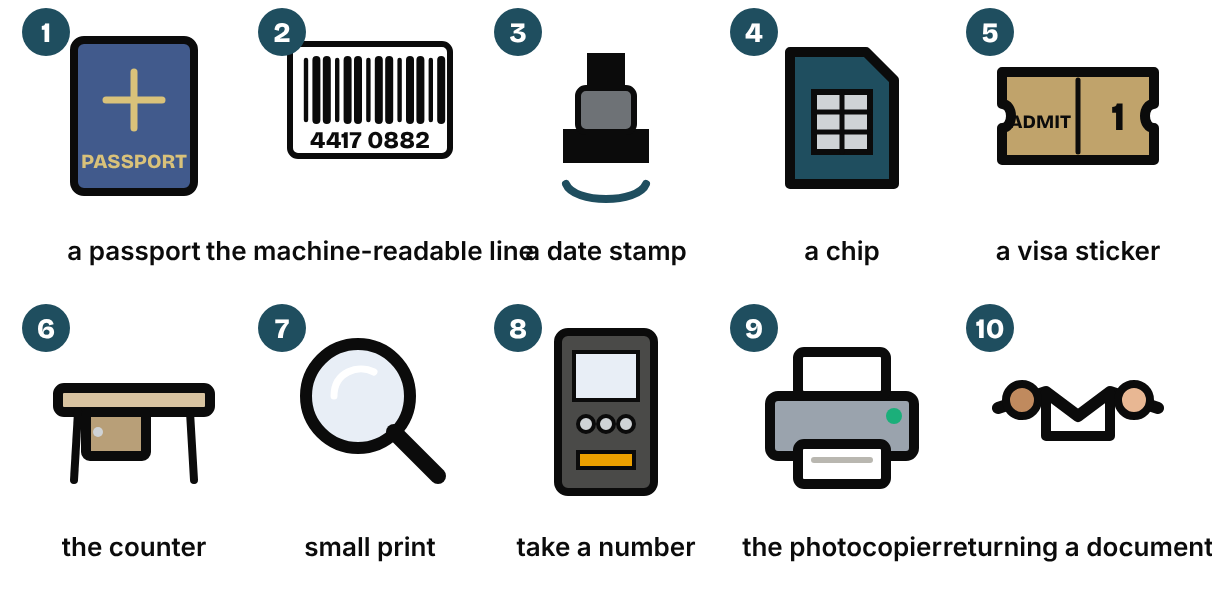 1
PASSPORT
a passport
2
4417 0882
the machine-readable line
3
a date stamp
4
a chip
5
ADMIT 1
a visa sticker
6
the counter
7
small print
8
take a number
9
the photocopier
10
returning a document